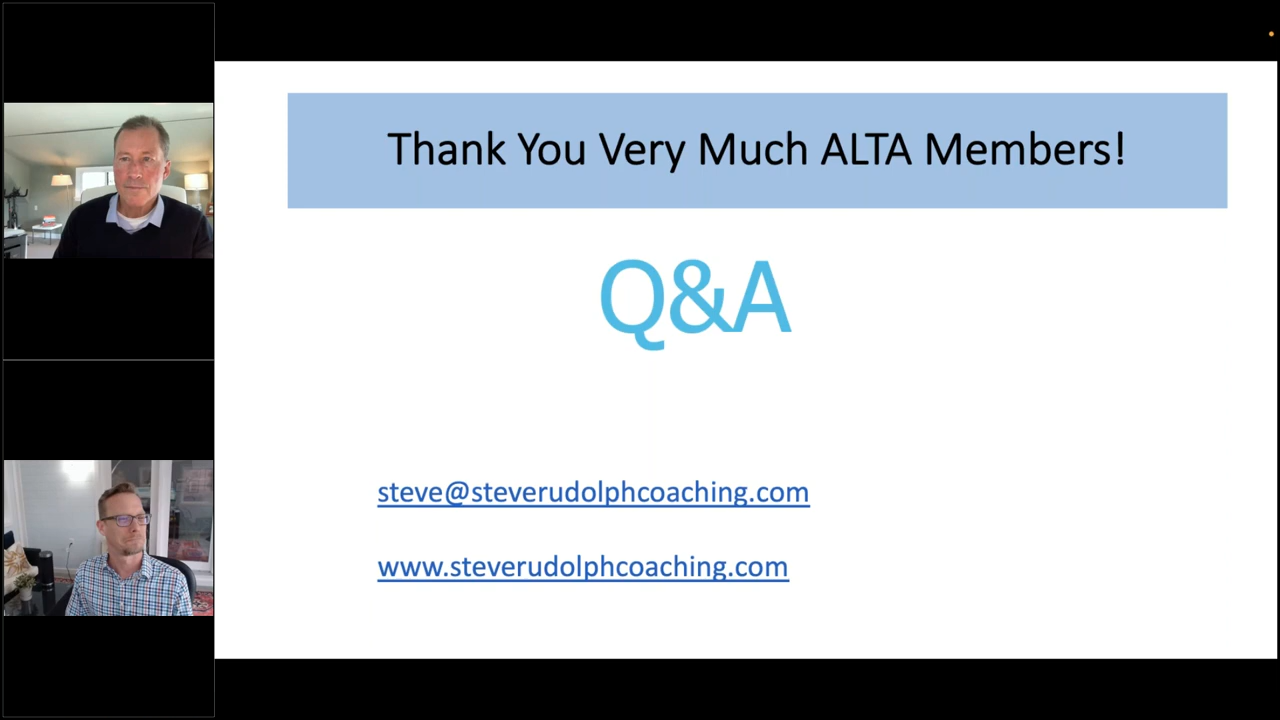 Thank You Very Much ALTA Members!
Q&A
steve@steverudolphcoaching.com
www.steverudolphcoaching.com